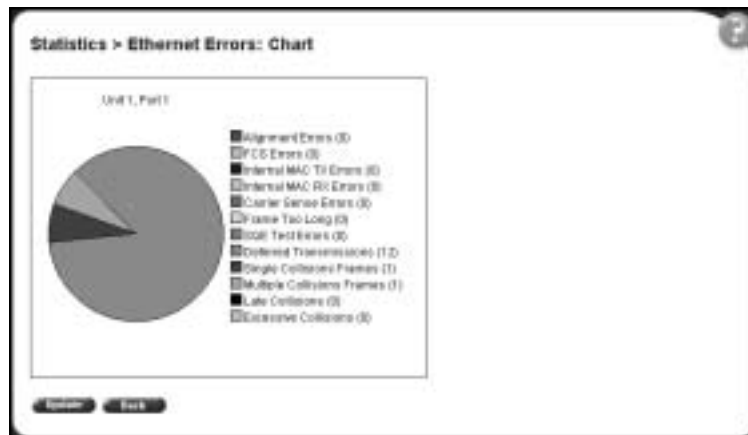 Statistics > Ethernet Errors: Chart
?
Unit 1, Port 1
Alignment Errors (0)
FCS Errors (0)
Internal MAC TX Errors (0)
Internal MAC RX Errors (0)
Carrier Sense Errors (0)
Frame Too Long (0)
SQE Test Errors (0)
Deferred Transmissions (12)
Single Collisions Frames (1)
Multiple Collisions Frames (1)
Late Collisions (0)
Excessive Collisions (0)
Update
Back